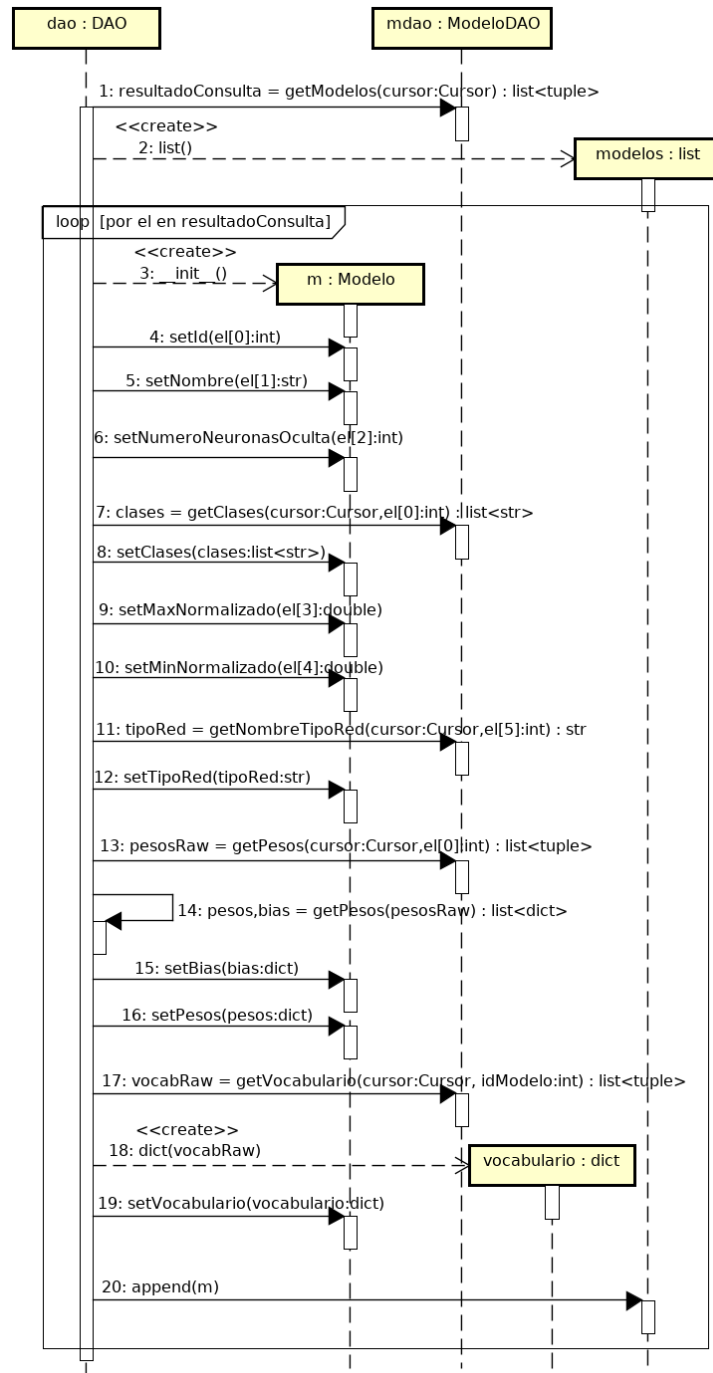 dao : DAO
mdao : ModeloDAO
1: resultadoConsulta = getModelos(cursor:Cursor) : list<tuple>
<<create>>
2: list()
modelos : list
loop [por el en resultadoConsulta]
<<create>>
3: __init__()
m : Modelo
4: setId(el[0]:int)
5: setNombre(el[1]:str)
6: setNumeroNeuronasOculta(el[2]:int)
7: clases = getClases(cursor:Cursor,el[0]:int) : list<str>
8: setClases(clases:list<str>)
9: setMaxNormalizado(el[3]:double)
10: setMinNormalizado(el[4]:double)
11: tipoRed = getNombreTipoRed(cursor:Cursor,el[5]:int) : str
12: setTipoRed(tipoRed:str)
13: pesosRaw = getPesos(cursor:Cursor,el[0]:int) : list<tuple>
14: pesos,bias = getPesos(pesosRaw) : list<dict>
15: setBias(bias:dict)
16: setPesos(pesos:dict)
17: vocabRaw = getVocabulario(cursor:Cursor, idModelo:int) : list<tuple>
<<create>>
18: dict(vocabRaw)
vocabulario : dict
19: setVocabulario(vocabulario:dict)
20: append(m)